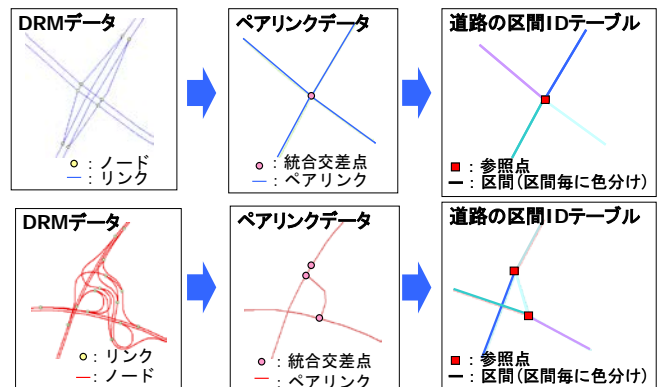 DRMデータ
ペアリンクデータ
道路の区間IDテーブル
：ノード
：リンク
：統合交差点
：ペアリンク
：参照点
：区間（区間毎に色分け）
DRMデータ
ペアリンクデータ
道路の区間IDテーブル
：リンク
：ノード
：統合交差点
：ペアリンク
：参照点
：区間（区間毎に色分け）